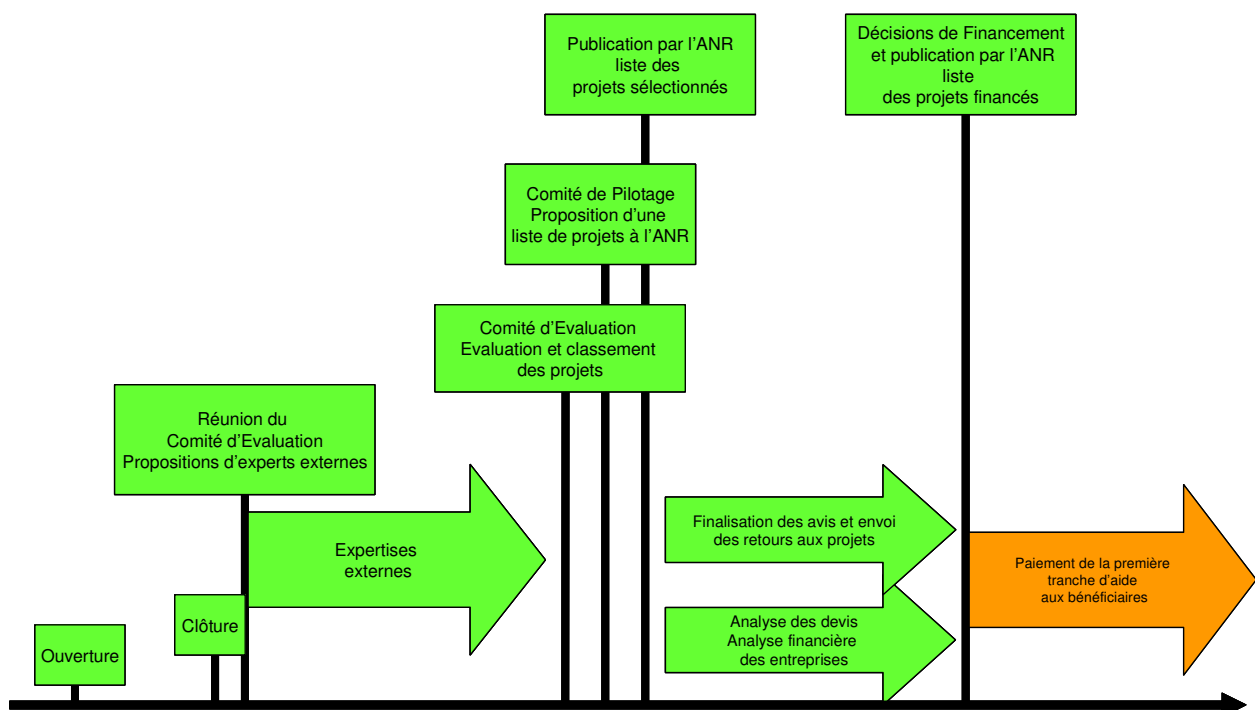 Publication par l'ANR
liste des
projets sélectionnés
Décisions de Financement
et publication par l'ANR
liste
des projets financés
Comité de Pilotage
Proposition d'une
liste de projets à l'ANR
Comité d'Evaluation
Evaluation et classement
des projets
Réunion du
Comité d'Evaluation
Propositions d'experts externes
Expertises
externes
Finalisation des avis et envoi
des retours aux projets
Paiement de la première
tranche d'aide
aux bénéficiaires
Clôture
Analyse des devis
Analyse financière
des entreprises
Ouverture